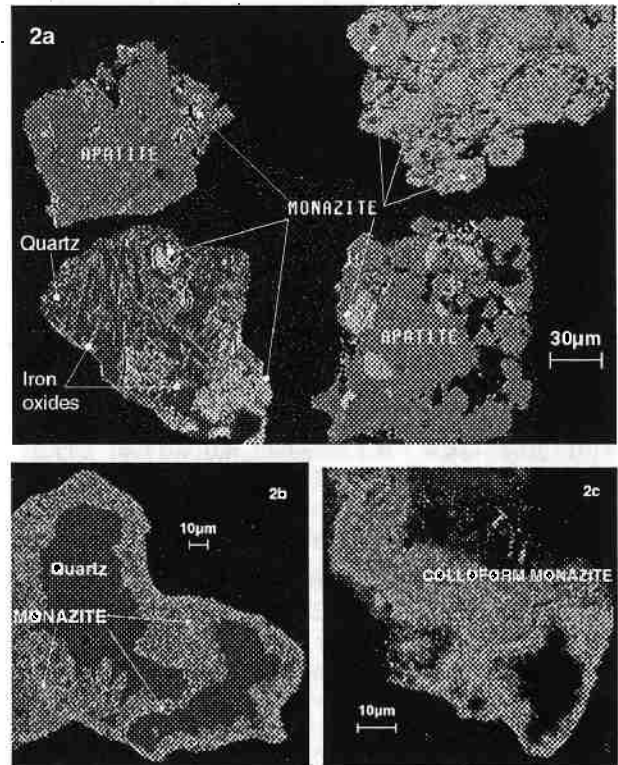 2a
APATITE
MONAZITE
Quartz
APATITE
30µm
Iron
oxides
2b
10µm
Quartz
MONAZITE
2c
COLLOFORM MONAZITE
10µm